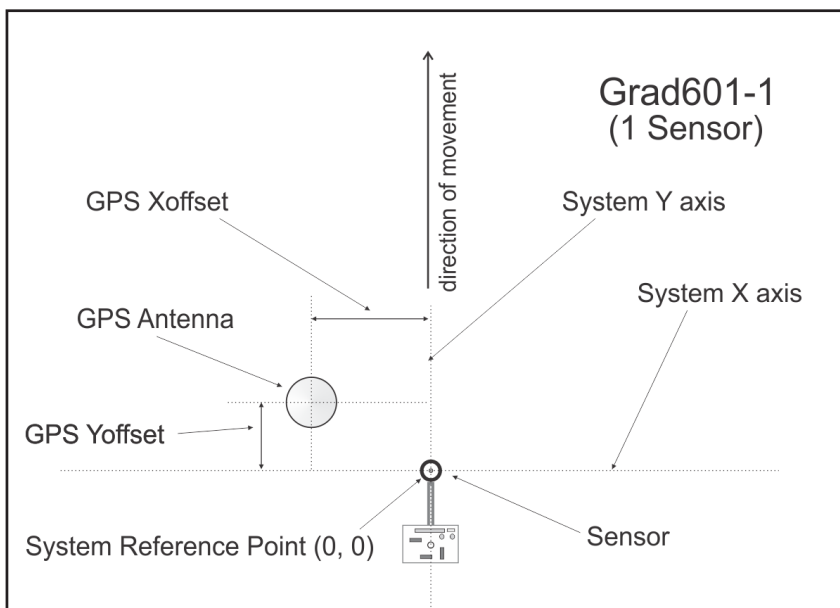 Grad601-1
(1 Sensor)
direction of movement
GPS Xoffset
System Y axis
System X axis
GPS Antenna
GPS Yoffset
System Reference Point (0, 0)
Sensor